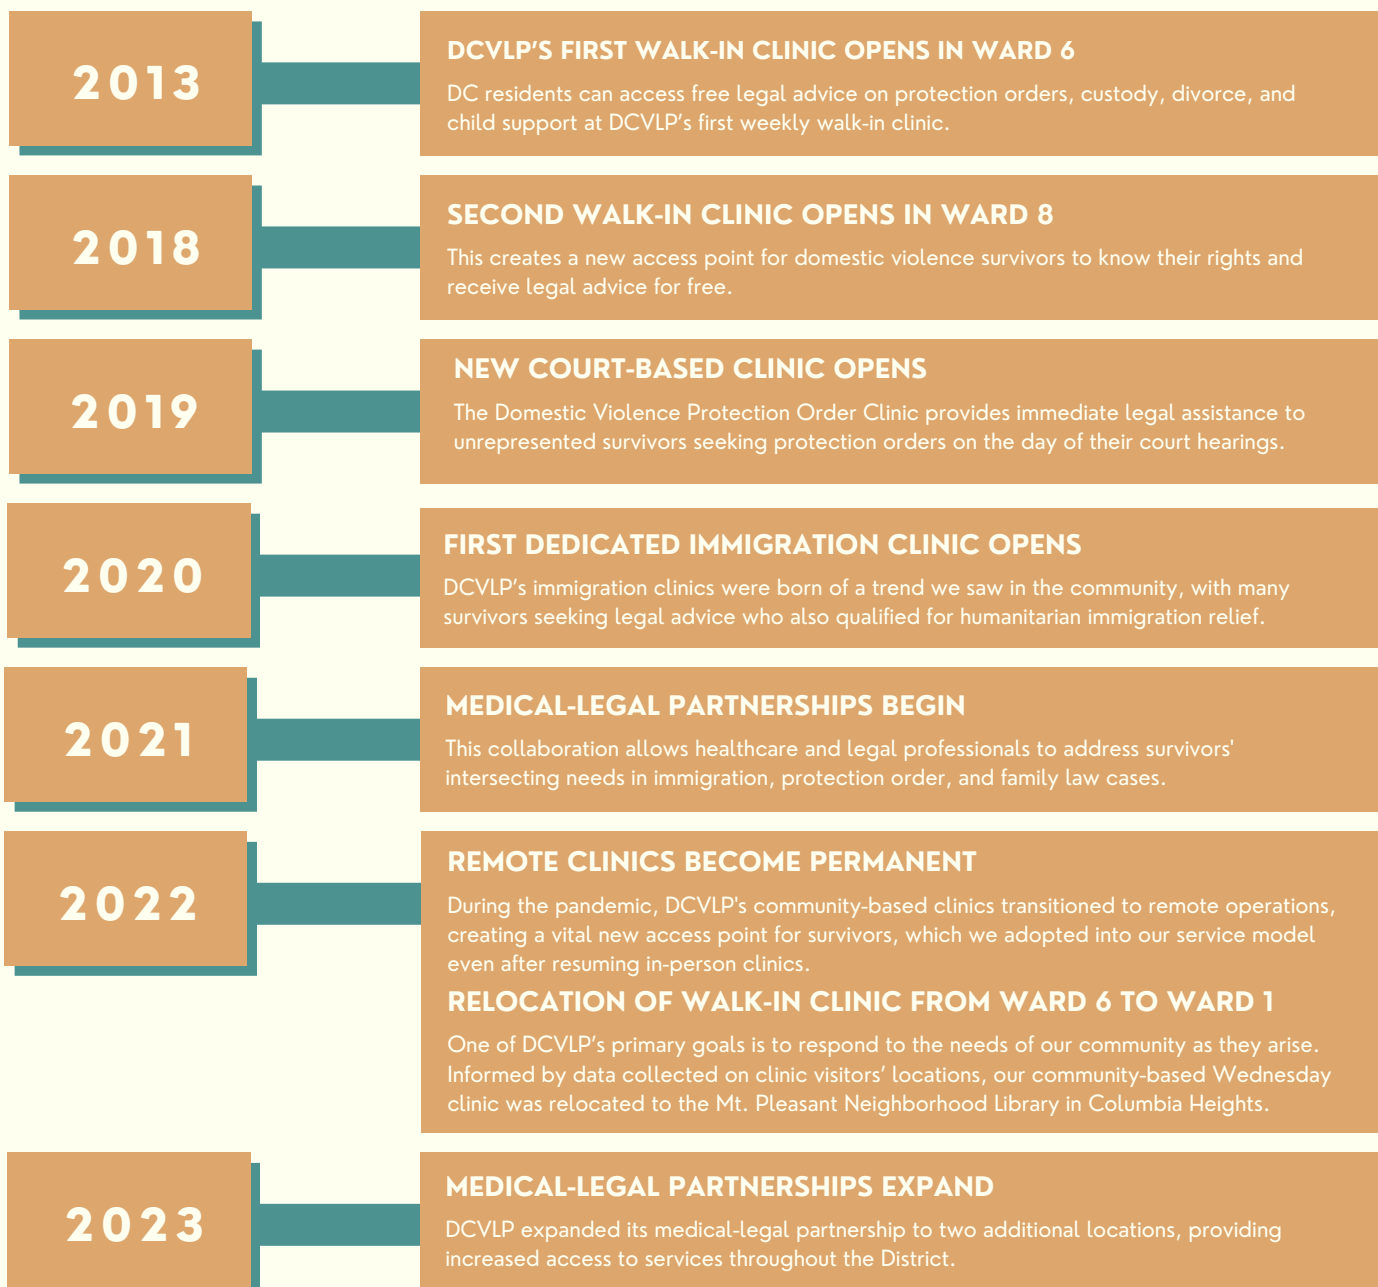 2013
DCVLP’S FIRST WALK-IN CLINIC OPENS IN WARD 6
DC residents can access free legal advice on protection orders, custody, divorce, and
child support at DCVLP’s first weekly walk-in clinic.
2018
SECOND WALK-IN CLINIC OPENS IN WARD 8
This creates a new access point for domestic violence survivors to know their rights and
receive legal advice for free.
2019
NEW COURT-BASED CLINIC OPENS
The Domestic Violence Protection Order Clinic provides immediate legal assistance to
unrepresented survivors seeking protection orders on the day of their court hearings.
2020
FIRST DEDICATED IMMIGRATION CLINIC OPENS
DCVLP’s immigration clinics were born of a trend we saw in the community, with many
survivors seeking legal advice who also qualified for humanitarian immigration relief.
2021
MEDICAL-LEGAL PARTNERSHIPS BEGIN
This collaboration allows healthcare and legal professionals to address survivors'
intersecting needs in immigration, protection order, and family law cases.
2022
REMOTE CLINICS BECOME PERMANENT
During the pandemic, DCVLP's community-based clinics transitioned to remote operations,
creating a vital new access point for survivors, which we adopted into our service model
even after resuming in-person clinics.
RELOCATION OF WALK-IN CLINIC FROM WARD 6 TO WARD 1
One of DCVLP’s primary goals is to respond to the needs of our community as they arise.
Informed by data collected on clinic visitors’ locations, our community-based Wednesday
clinic was relocated to the Mt. Pleasant Neighborhood Library in Columbia Heights.
2023
MEDICAL-LEGAL PARTNERSHIPS EXPAND
DCVLP expanded its medical-legal partnership to two additional locations, providing
increased access to services throughout the District.